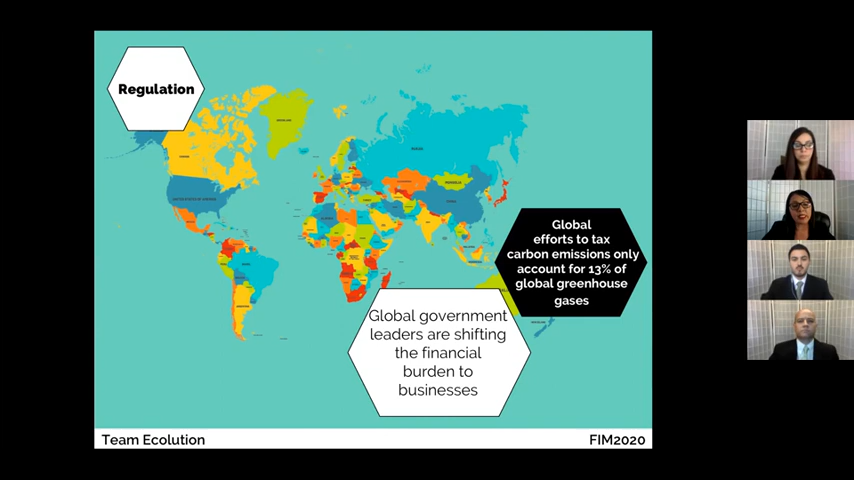 Regulation
Global
efforts to tax
carbon emissions only
account for 13% of
global greenhouse
gases
Global government
leaders are shifting
the financial
burden to
businesses
Team Ecolution
FIM2020